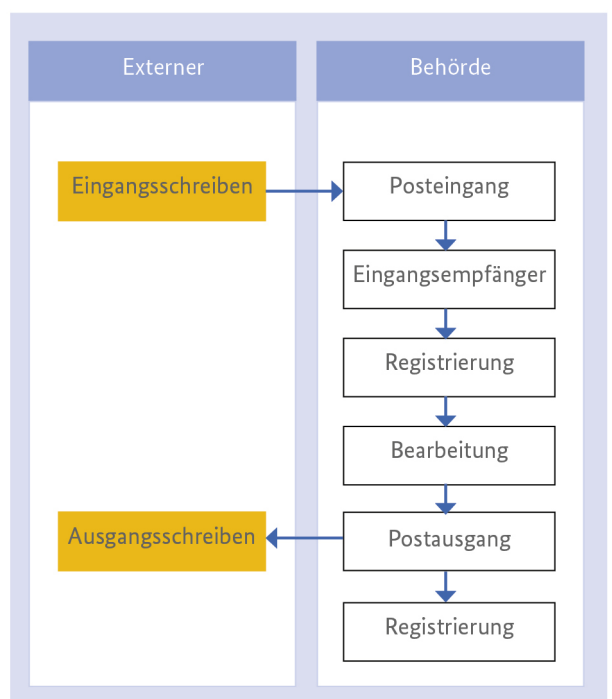 Externer
Behörde
Eingangsschreiben
Posteingang
Eingangsempfänger
Registrierung
Bearbeitung
Ausgangsschreiben
Postausgang
Registrierung